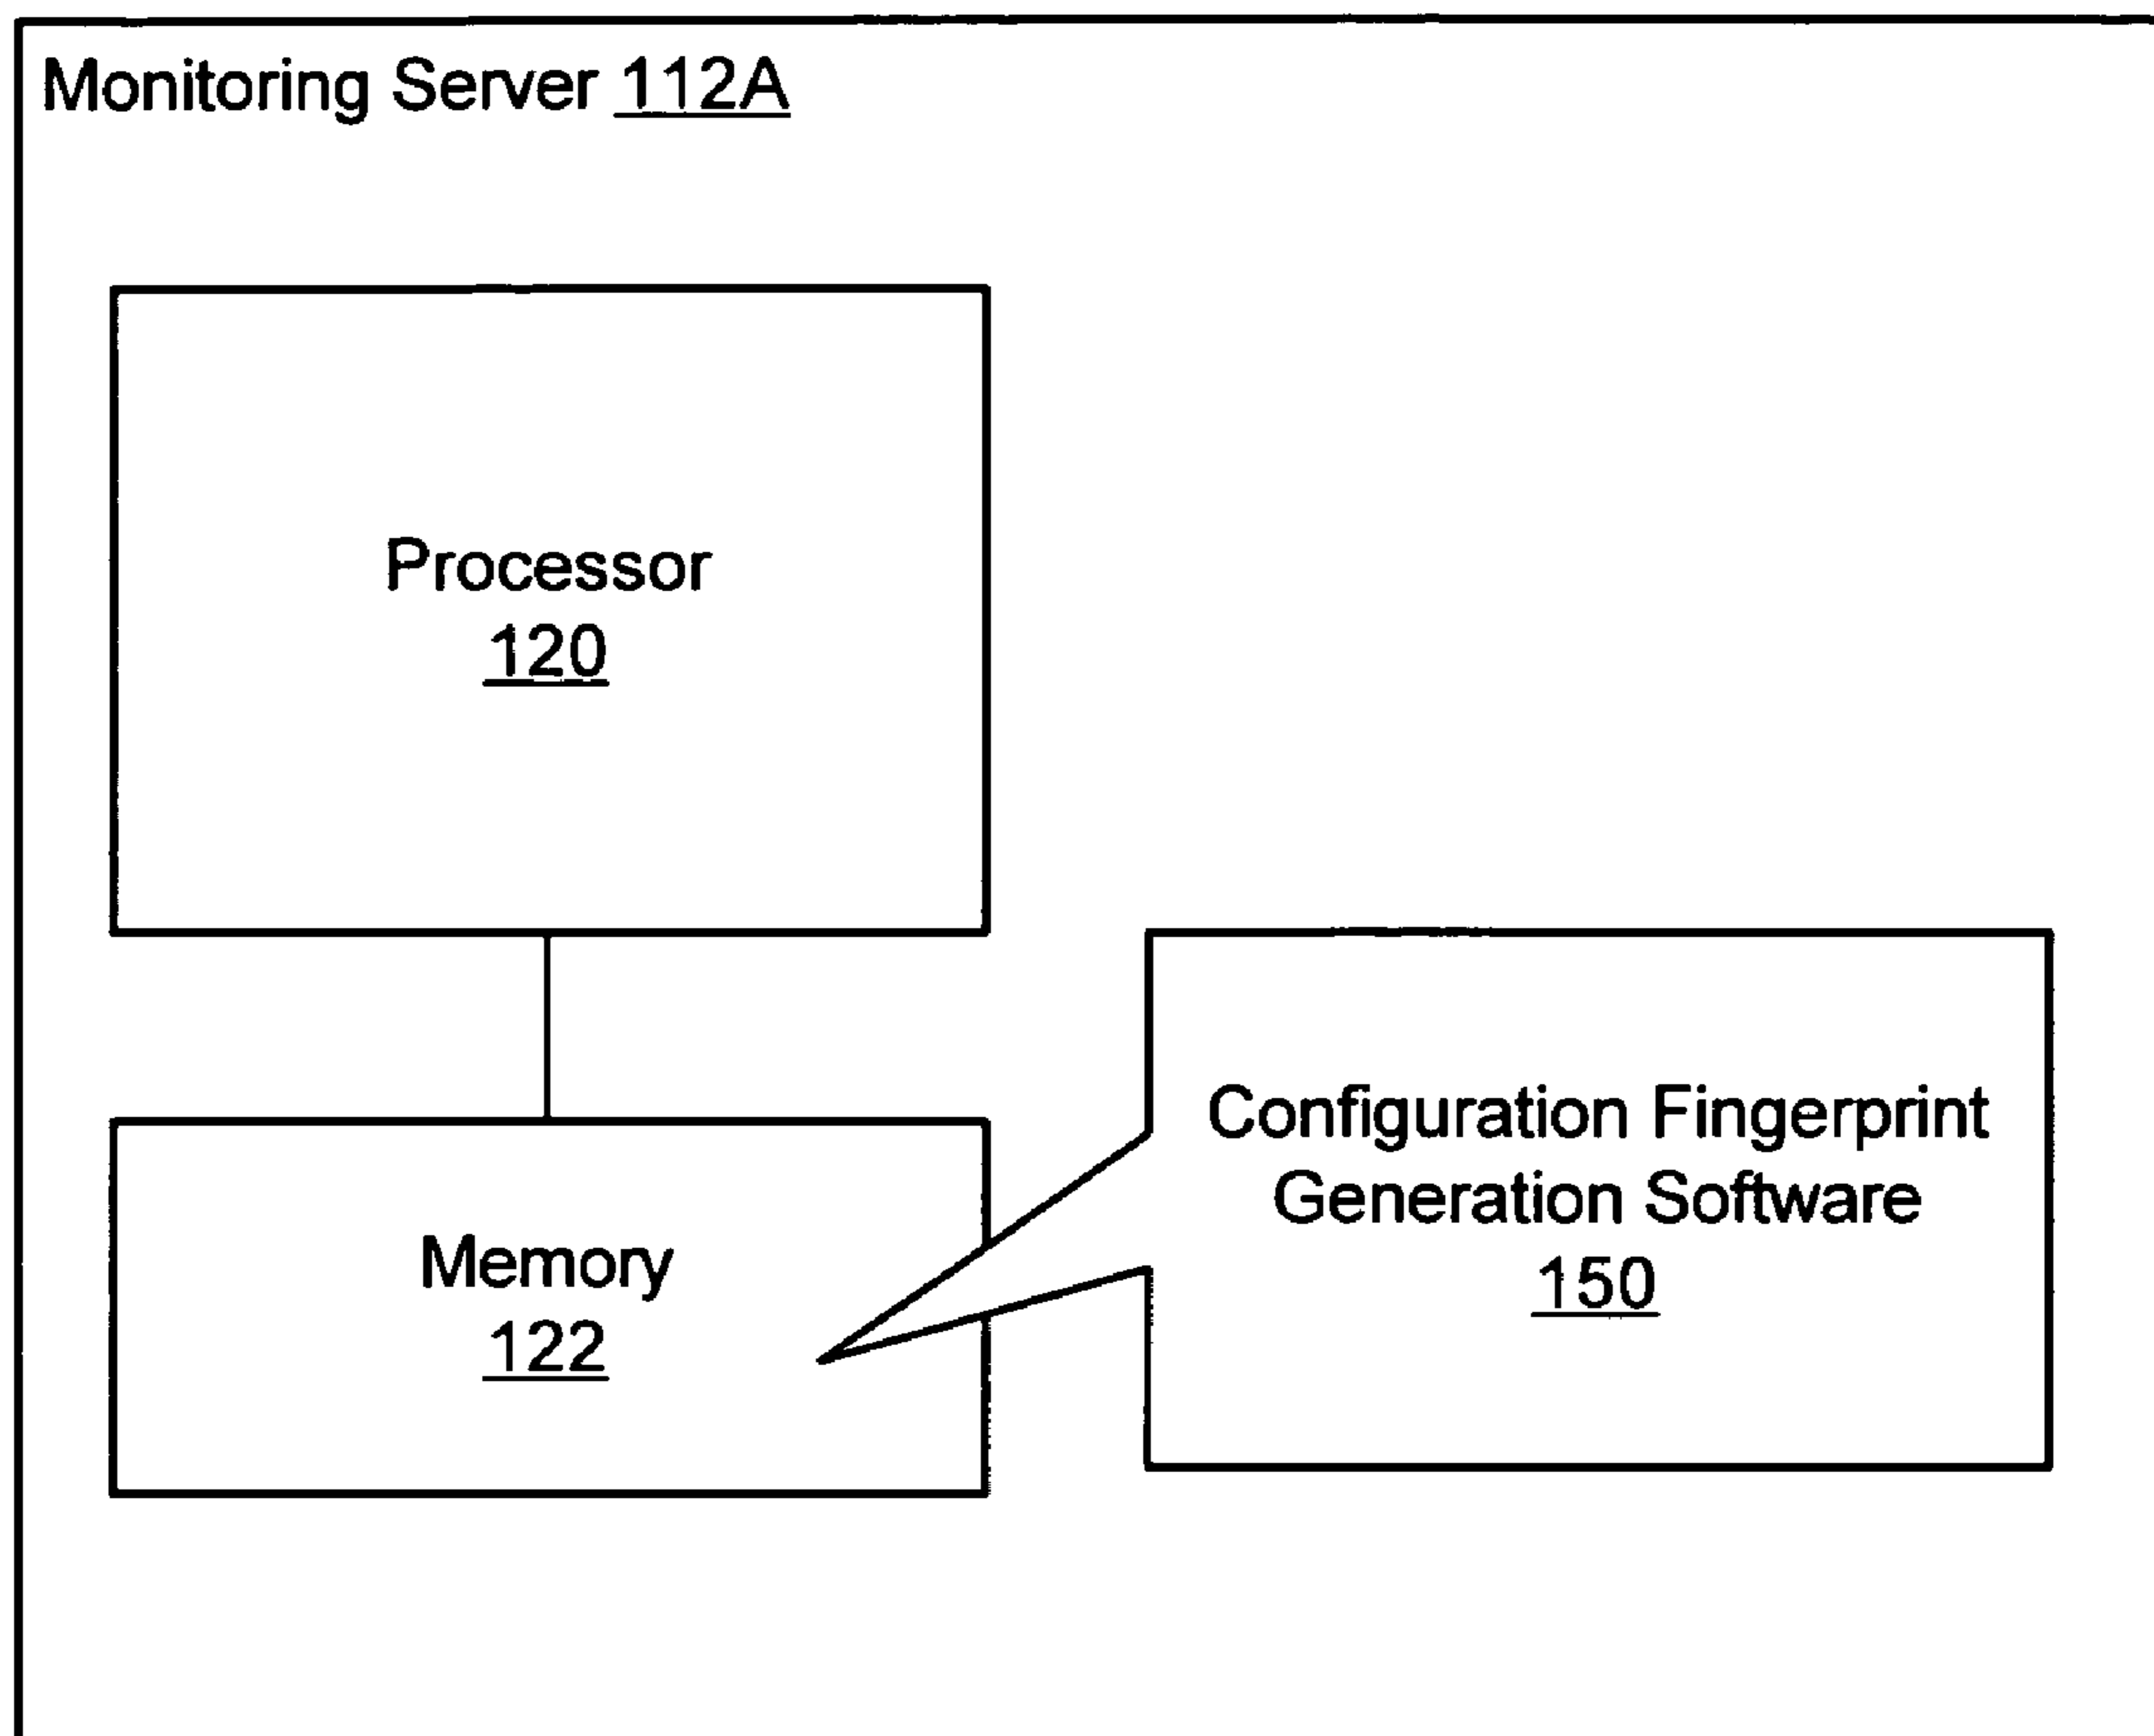 Monitoring Server 112A
Processor
120
Configuration Fingerprint
Generation Software
150
Memory
122